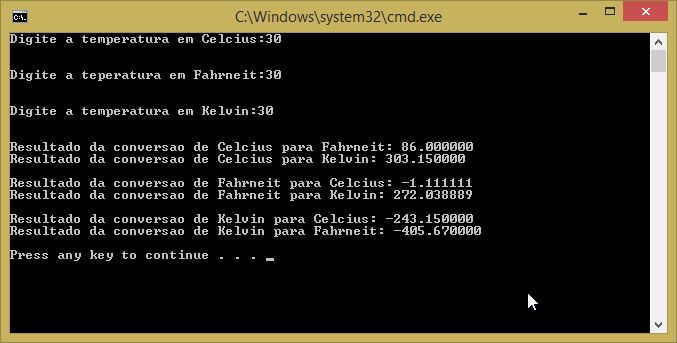 C:\Windows\system32\cmd.exe
Digite a temperatura em Celcius:30
Digite a teperatura em Fahrneit:30
Digite a temperatura em Kelvin:30
Resultado da conversao de Celcius para Fahrneit: 86.000000
Resultado da conversao de Celcius para Kelvin: 303.150000
Resultado da conversao de Fahrneit para Celcius: -1.111111
Resultado da conversao de Fahrneit para Kelvin: 272.038889
Resultado da conversao de Kelvin para Celcius: -243.150000
Resultado da conversao de Kelvin para Fahrneit: -405.670000
Press any key to continue . . . _